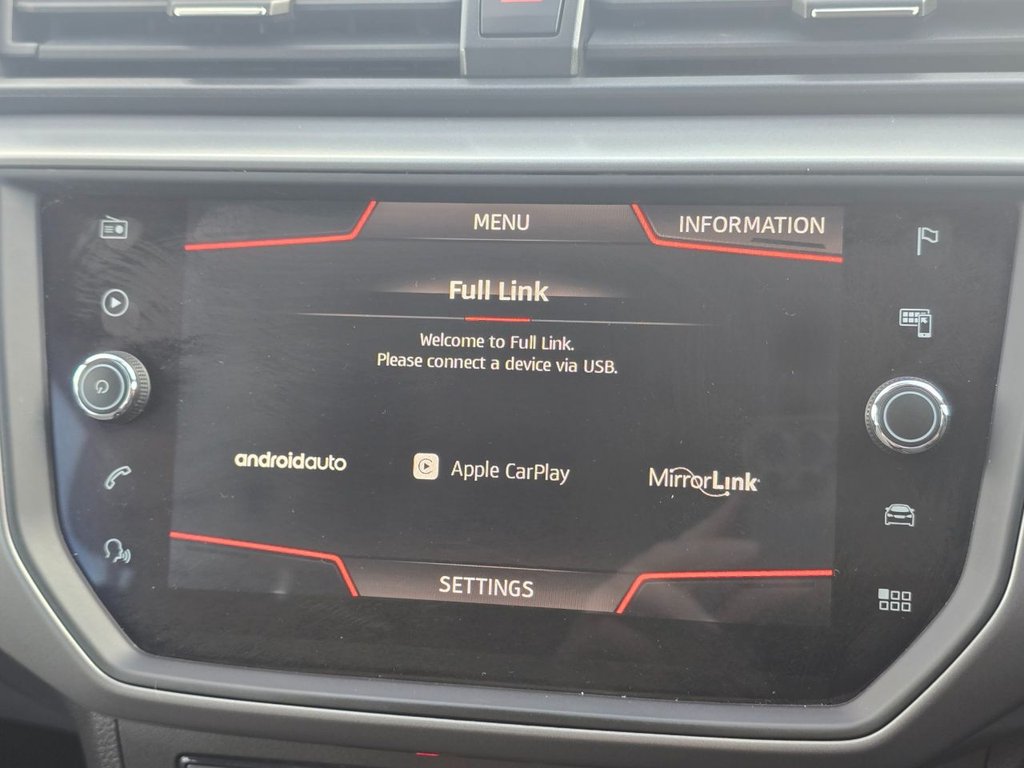 MENU
INFORMATION
Full Link
Welcome to Full Link.
Please connect a device via USB.
androidauto
Apple CarPlay
MirrorLink
SETTINGS